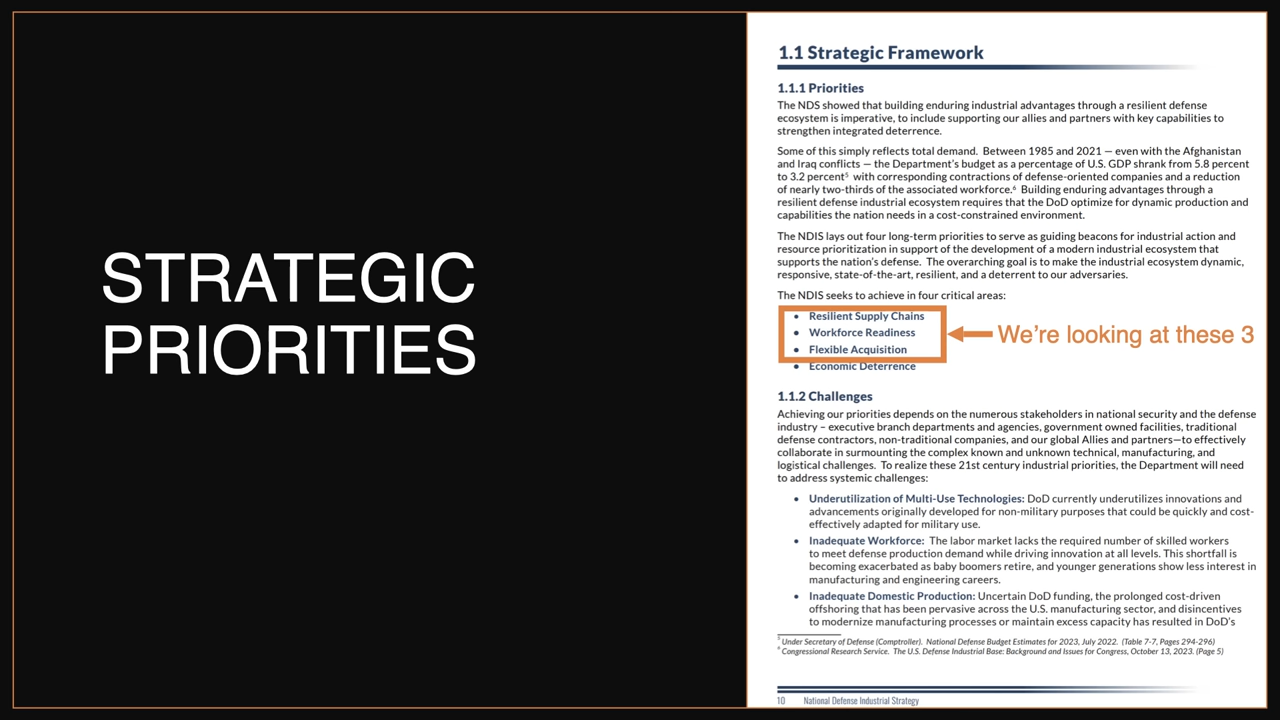 STRATEGIC
PRIORITIES
1.1 Strategic Framework
1.1.1 Priorities
The NDS showed that building enduring industrial advantages through a resilient defense
ecosystem is imperative, to include supporting our allies and partners with key capabilities to
strengthen integrated deterrence.
Some of this simply reflects total demand. Between 1985 and 2021 — even with the Afghanistan
and Iraq conflicts — the Department's budget as a percentage of U.S. GDP shrank from 5.8 percent
to 3.2 percent⁵ with corresponding contractions of defense-oriented companies and a reduction
of nearly two-thirds of the associated workforce.⁶ Building enduring advantages through a
resilient defense industrial ecosystem requires that the DoD optimize for dynamic production and
capabilities the nation needs in a cost-constrained environment.
The NDIS lays out four long-term priorities to serve as guiding beacons for industrial action and
resource prioritization in support of the development of a modern industrial ecosystem that
supports the nation's defense. The overarching goal is to make the industrial ecosystem dynamic,
responsive, state-of-the-art, resilient, and a deterrent to our adversaries.
The NDIS seeks to achieve in four critical areas:
• Resilient Supply Chains
• Workforce Readiness
• Flexible Acquisition
• Economic Deterrence
We're looking at these 3
1.1.2 Challenges
Achieving our priorities depends on the numerous stakeholders in national security and the defense
industry – executive branch departments and agencies, government owned facilities, traditional
defense contractors, non-traditional companies, and our global Allies and partners—to effectively
collaborate in surmounting the complex known and unknown technical, manufacturing, and
logistical challenges. To realize these 21st century industrial priorities, the Department will need
to address systemic challenges:
• Underutilization of Multi-Use Technologies: DoD currently underutilizes innovations and
advancements originally developed for non-military purposes that could be quickly and cost-
effectively adapted for military use.
• Inadequate Workforce: The labor market lacks the required number of skilled workers
to meet defense production demand while driving innovation at all levels. This shortfall is
becoming exacerbated as baby boomers retire, and younger generations show less interest in
manufacturing and engineering careers.
• Inadequate Domestic Production: Uncertain DoD funding, the prolonged cost-driven
offshoring that has been pervasive across the U.S. manufacturing sector, and disincentives
to modernize manufacturing processes or maintain excess capacity has resulted in DoD's
⁵ Under Secretary of Defense (Comptroller). National Defense Budget Estimates for 2023, July 2022. (Table 7-7, Pages 294-296)
⁶ Congressional Research Service. The U.S. Defense Industrial Base: Background and Issues for Congress, October 13, 2023. (Page 5)
10 National Defense Industrial Strategy